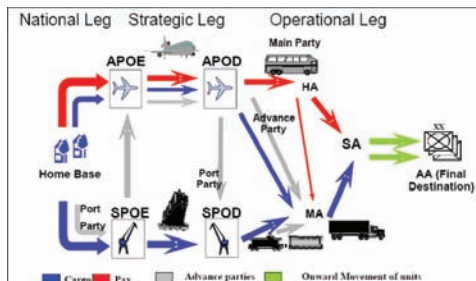 National Leg
Strategic Leg
Operational Leg
APOE
APOD
Main Party
HA
Advance
Party
XX
SA
Home Base
Port
Party
AA (Final
Destination)
Port
Party
SPOE
SPOD
MA
Cargo
Pax
Advance parties
Onward Movement of units